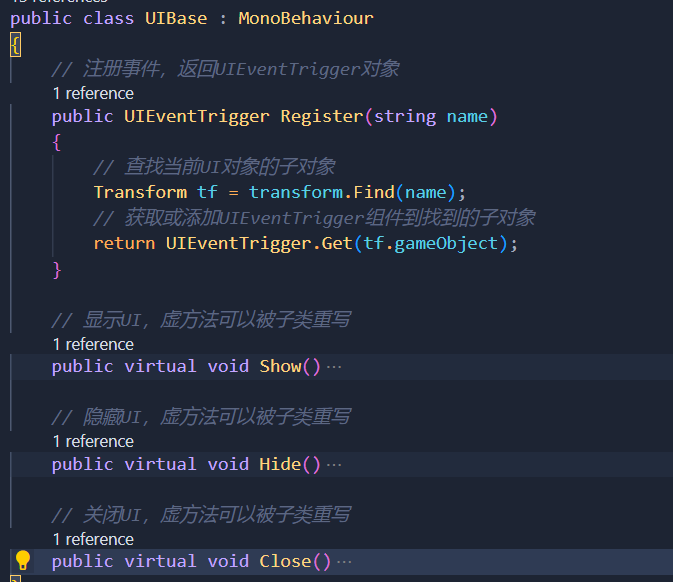 public class UIBase : MonoBehaviour
{
// 注册事件，返回UIEventTrigger对象
1 reference
public UIEventTrigger Register(string name)
{
// 查找当前UI对象的子对象
Transform tf = transform.Find(name);
// 获取或添加UIEventTrigger组件到找到的子对象
return UIEventTrigger.Get(tf.gameObject);
}
// 显示UI，虚方法可以被子类重写
1 reference
public virtual void Show()···
// 隐藏UI，虚方法可以被子类重写
1 reference
public virtual void Hide()···
// 关闭UI，虚方法可以被子类重写
1 reference
public virtual void Close()···